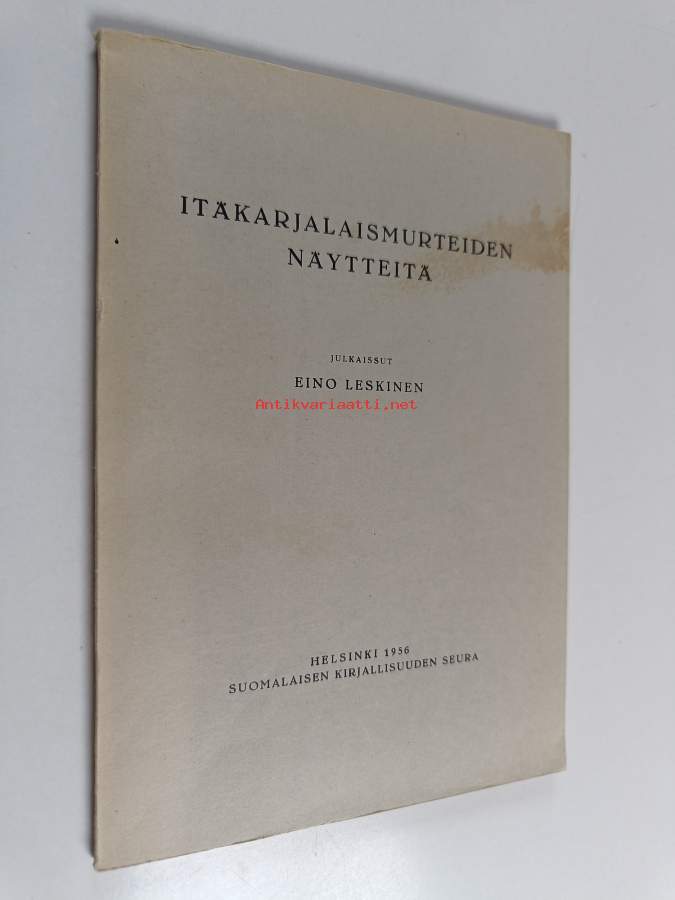 ITÄKARJALAISMURTEIDEN
NÄYTTEITÄ
JULKAISSUT
EINO LESKINEN
Antikvariaatti.net
HELSINKI 1956
SUOMALAISEN KIRJALLISUUDEN SEURA